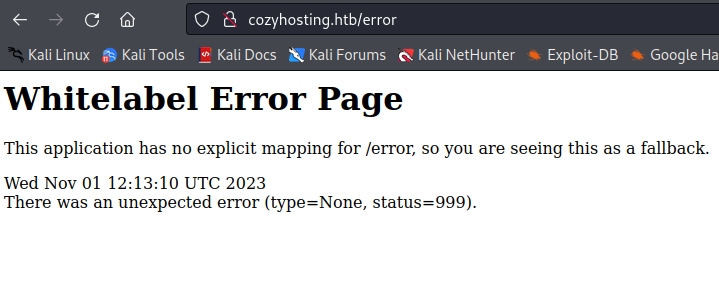 cozyhosting.htb/error
Kali Linux Kali Tools Kali Docs Kali Forums Kali NetHunter Exploit-DB Google Ha
Whitelabel Error Page
This application has no explicit mapping for /error, so you are seeing this as a fallback.
Wed Nov 01 12:13:10 UTC 2023
There was an unexpected error (type=None, status=999).